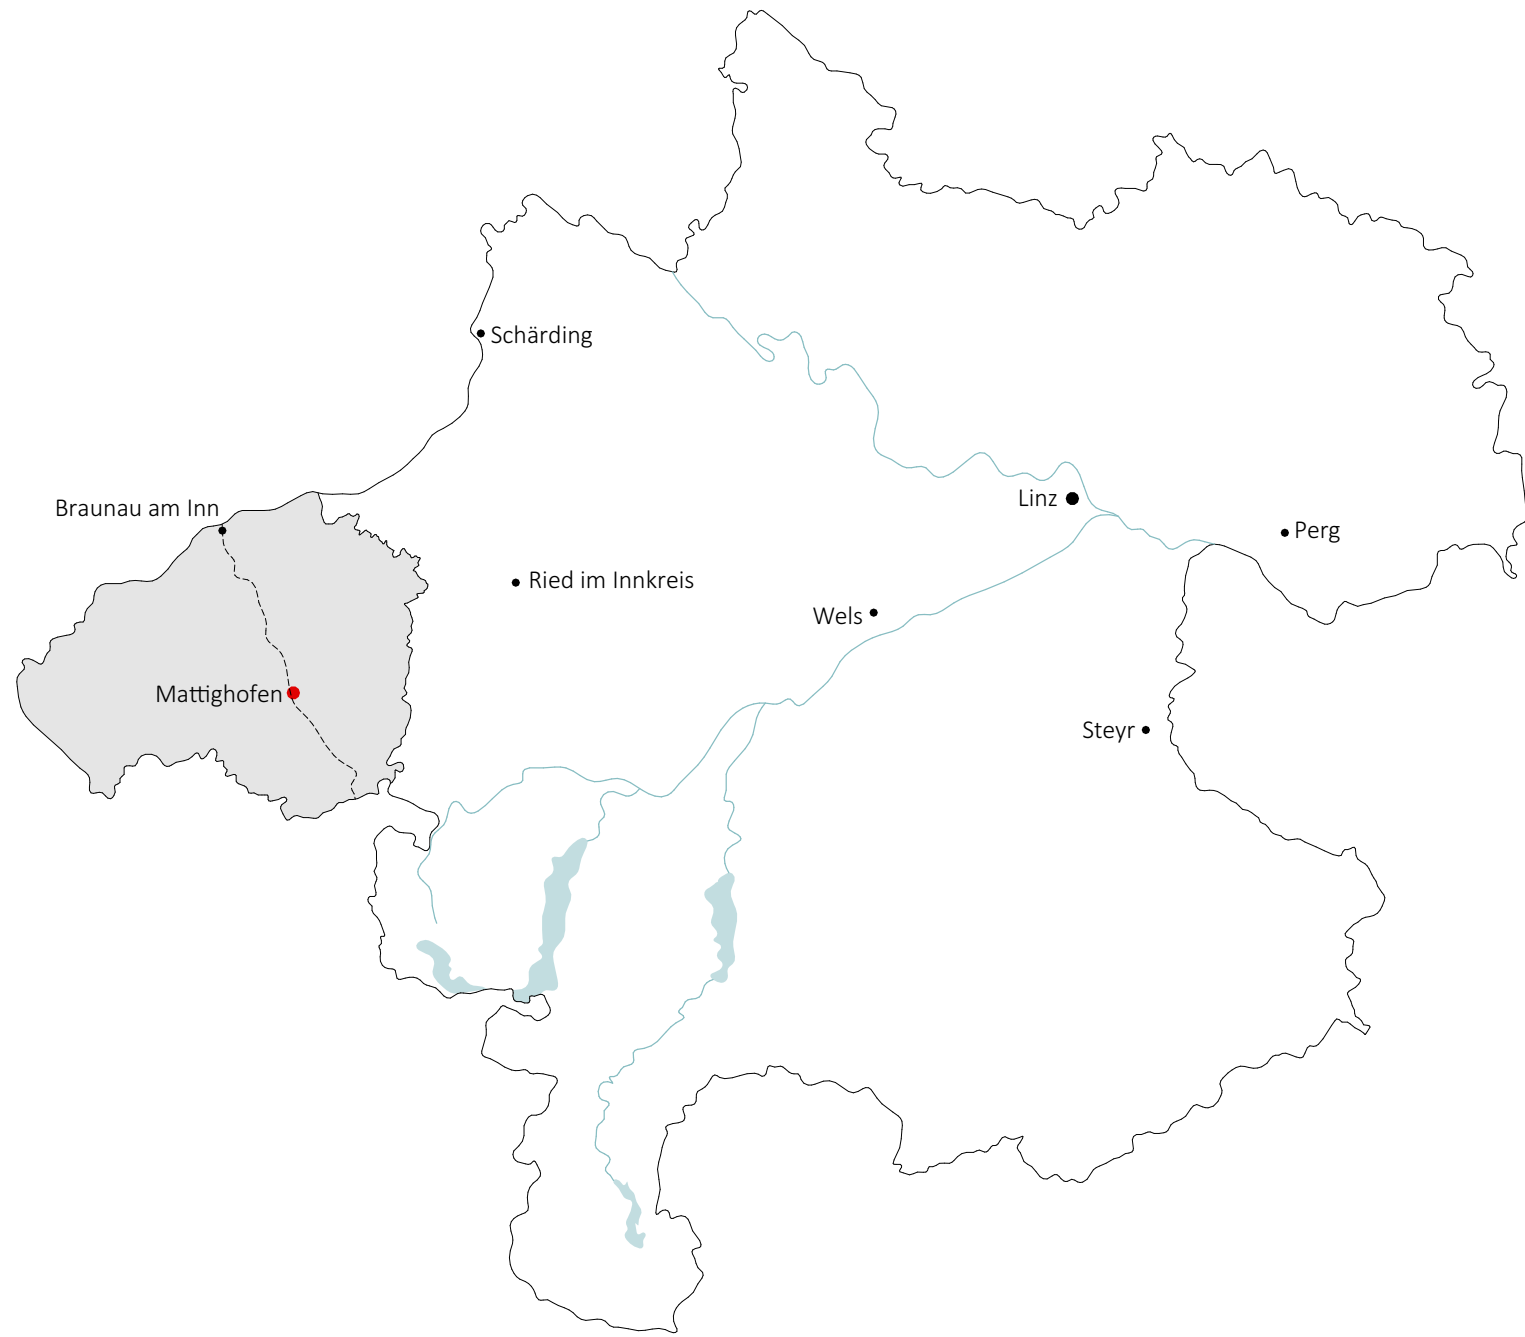 Schärding
Braunau am Inn
Linz
Perg
Ried im Innkreis
Wels
Mattighofen
Steyr